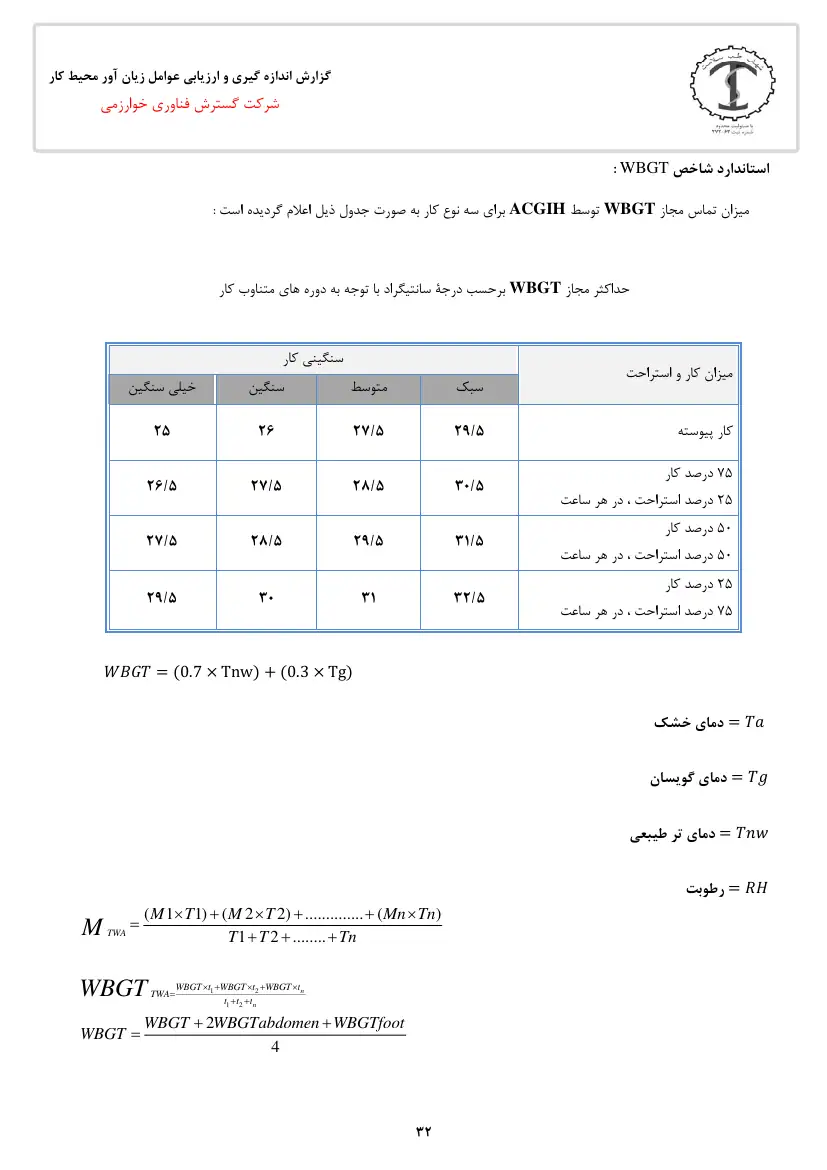 گزارش اندازه گیری و ارزیابی عوامل زیان آور محیط کار
شرکت گسترش فناوری خوارزمی
شهاب طب سلامت
با مسئولیت محدود
استاندارد شاخص WBGT :
میزان تماس مجاز WBGT توسط ACGIH برای سه نوع کار به صورت جدول ذیل اعلام گردیده است :
حداکثر مجاز WBGT برحسب درجۀ سانتیگراد با توجه به دوره های متناوب کار
میزان کار و استراحت
سنگینی کار
سبک متوسط سنگین خیلی سنگین
کار پیوسته ۲۹/۵ ۲۷/۵ ۲۶ ۲۵
۷۵ درصد کار
۲۵ درصد استراحت ، در هر ساعت
۳۰/۵ ۲۸/۵ ۲۷/۵ ۲۶/۵
۵۰ درصد کار
۵۰ درصد استراحت ، در هر ساعت
۳۱/۵ ۲۹/۵ ۲۸/۵ ۲۷/۵
۲۵ درصد کار
۷۵ درصد استراحت ، در هر ساعت
۳۲/۵ ۳۱ ۳۰ ۲۹/۵
WBGT = (0.7 × Tnw) + (0.3 × Tg)
Ta = دمای خشک
Tg = دمای گویسان
Tnw = دمای تر طیبعی
RH = رطوبت
M TWA = (M1×T1)+(M2×T2)+..............+(Mn×Tn)
T1+T2+........+Tn
WBGT TWA= WBGT×t₁+WBGT×t₂+WBGT×tₙ
t₁+t₂+tₙ
WBGT = WBGT + 2WBGTabdomen + WBGTfoot
4
۳۲